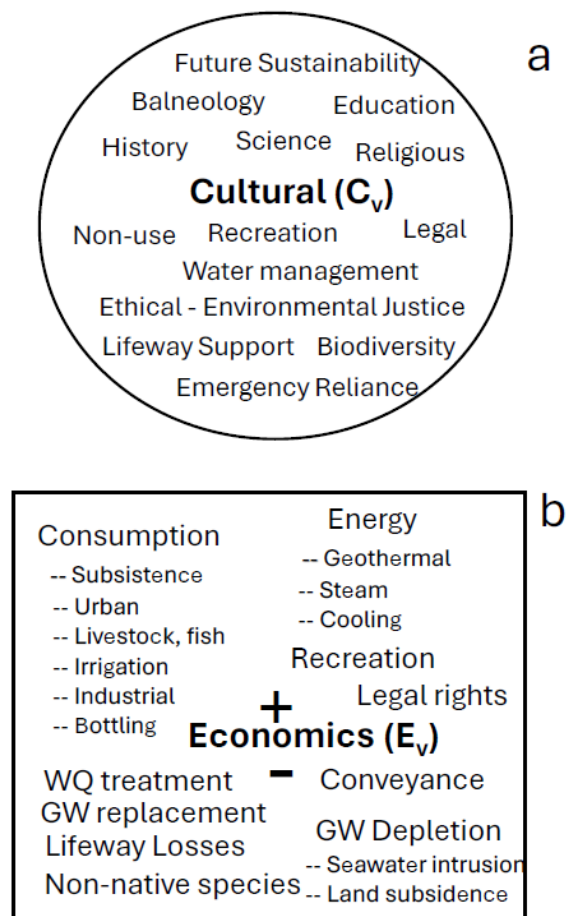 a
Future Sustainability
Balneology Education
History Science Religious
Cultural (Cv)
Non-use Recreation Legal
Water management
Ethical - Environmental Justice
Lifeway Support Biodiversity
Emergency Reliance
b
Consumption
-- Subsistence
-- Urban
-- Livestock, fish
-- Irrigation
-- Industrial
-- Bottling
Energy
-- Geothermal
-- Steam
-- Cooling
Recreation
Legal rights
+
Economics (Ev)
-
WQ treatment
GW replacement
Lifeway Losses
Non-native species
Conveyance
GW Depletion
-- Seawater intrusion
-- Land subsidence